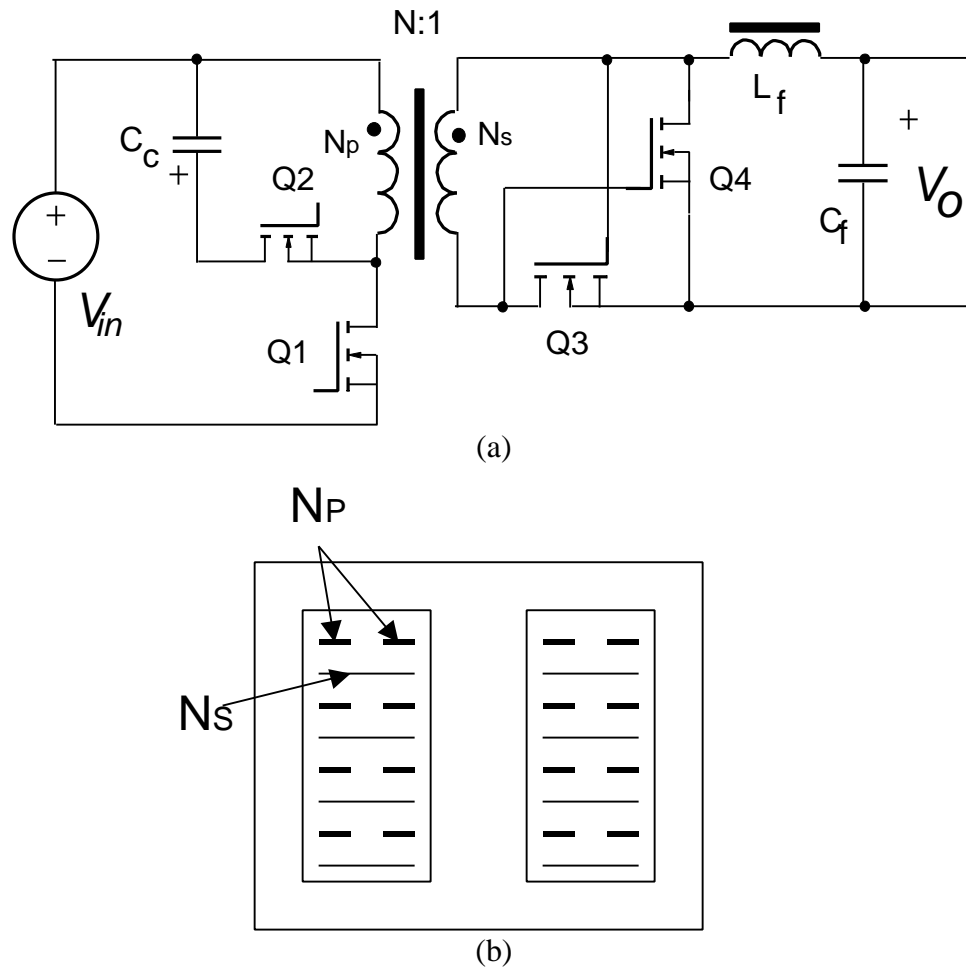 N:1
Cc
+
Q2
Np
Ns
Lf
Q4
+
Cf
Vo
+
−
Vin
Q1
Q3
(a)
NP
NS
(b)